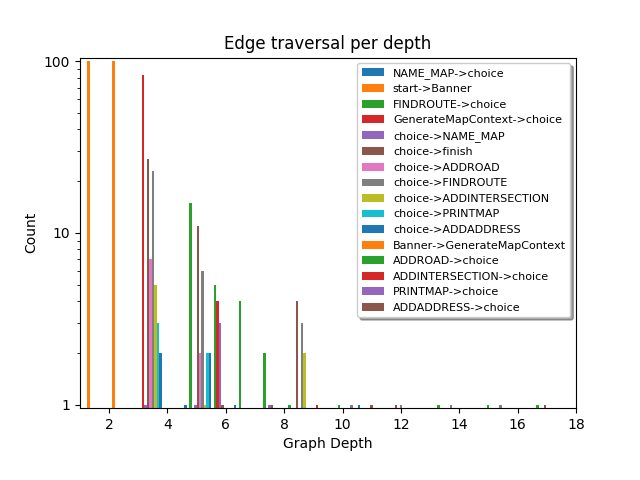 Edge traversal per depth
100
10
1
Count
NAME_MAP->choice
start->Banner
FINDROUTE->choice
GenerateMapContext->choice
choice->NAME_MAP
choice->finish
choice->ADDROAD
choice->FINDROUTE
choice->ADDINTERSECTION
choice->PRINTMAP
choice->ADDADDRESS
Banner->GenerateMapContext
ADDROAD->choice
ADDINTERSECTION->choice
PRINTMAP->choice
ADDADDRESS->choice
2 4 6 8 10 12 14 16 18
Graph Depth